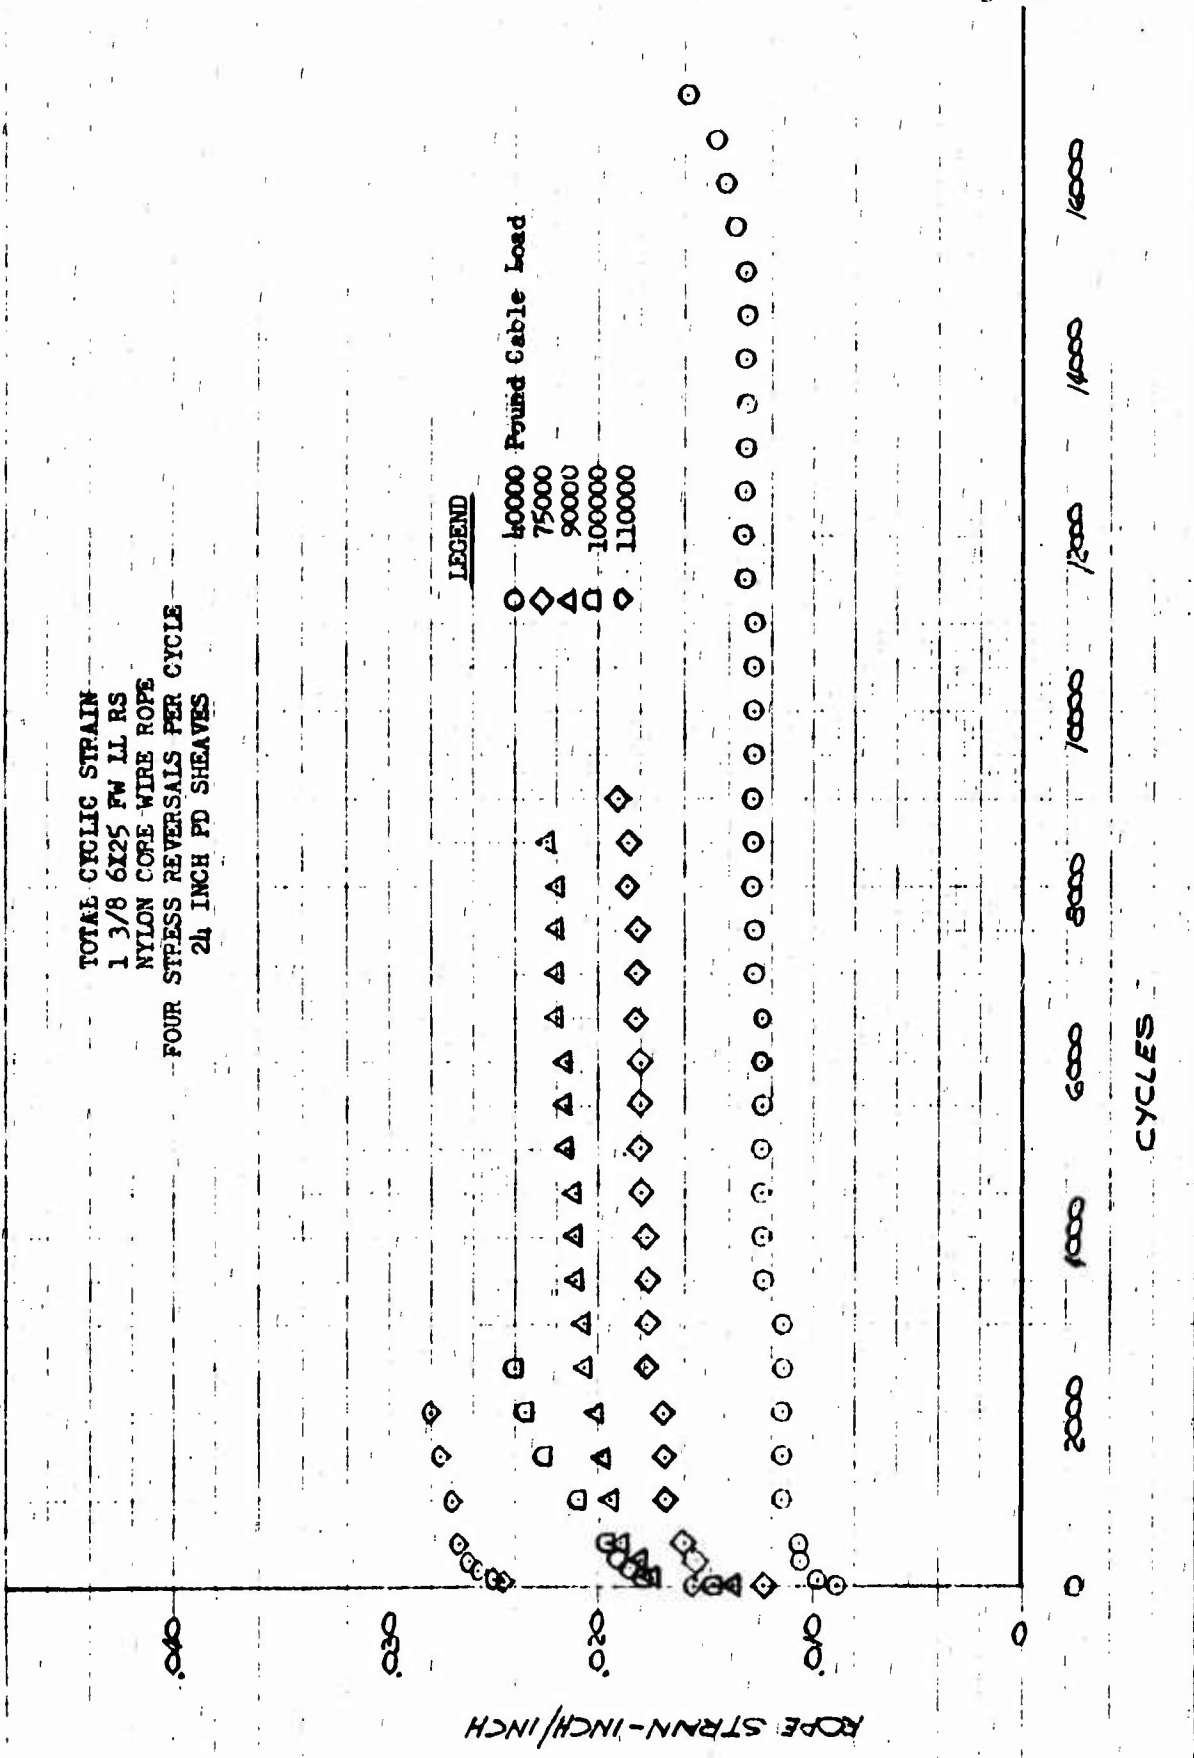 TOTAL CYCLIC STRAIN
1 3/8 6X25 FW LL RS
NYLON CORE WIRE ROPE
FOUR STRESS REVERSALS PER CYCLE
24 INCH PD SHEAVES
LEGEND
40000 Pound Cable Load
75000
90000
100000
110000
ROPE STRAIN-INCH/INCH
.040
.030
.020
.010
0
0
2000
4000
6000
8000
10000
12000
14000
16000
CYCLES